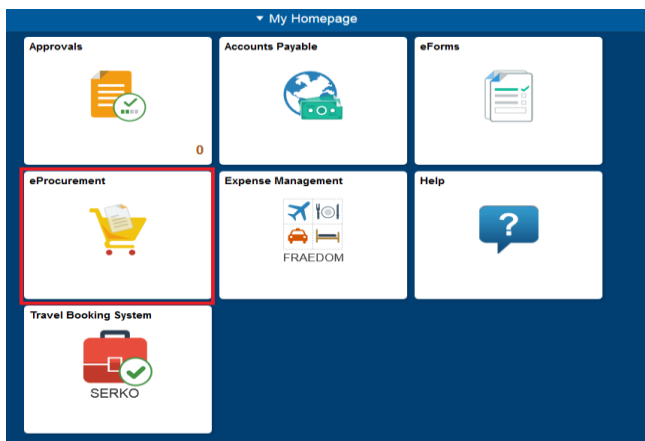 My Homepage
Approvals
0
Accounts Payable
eForms
eProcurement
Expense Management
FRAEDOM
Help
?
Travel Booking System
SERKO